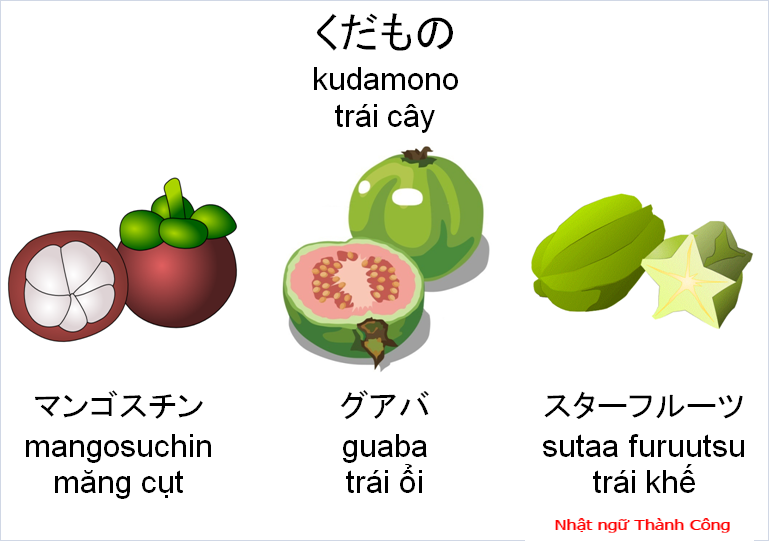 くだもの
kudamono
trái cây
マンゴスチン
mangosuchin
măng cụt
グアバ
guaba
trái ổi
スターフルーツ
sutaa furuutsu
trái khế
Nhật ngữ Thành Công